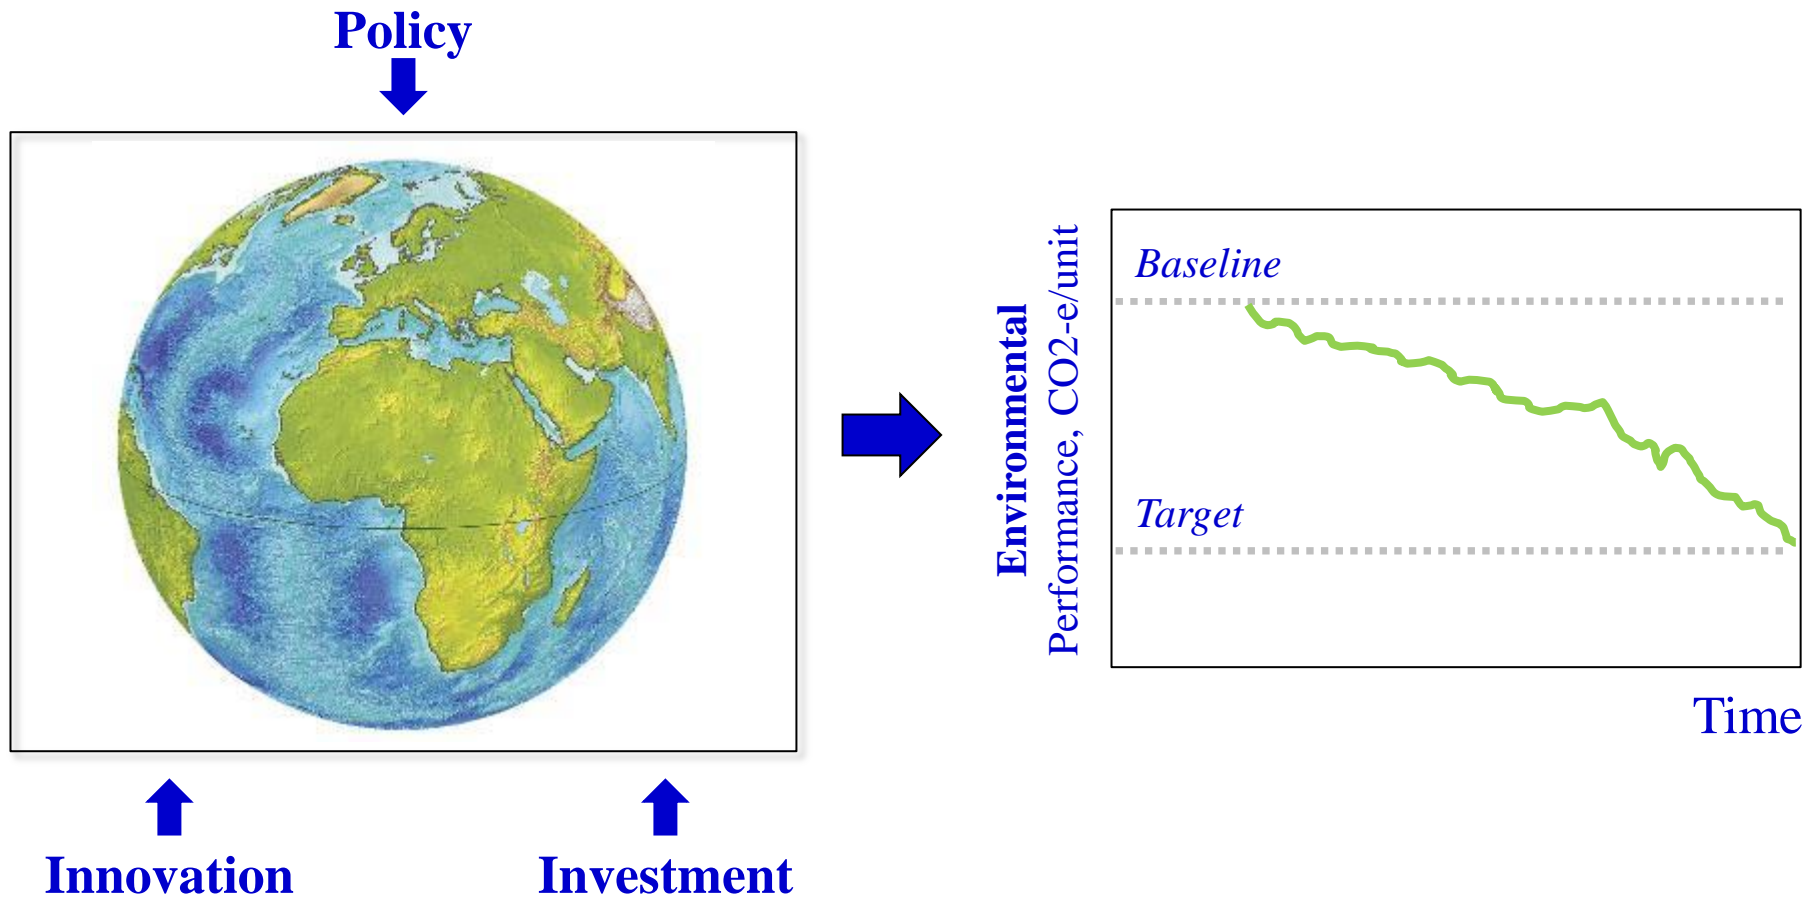 Policy
Innovation
Investment
Environmental
Performance, CO2-e/unit
Baseline
Target
Time